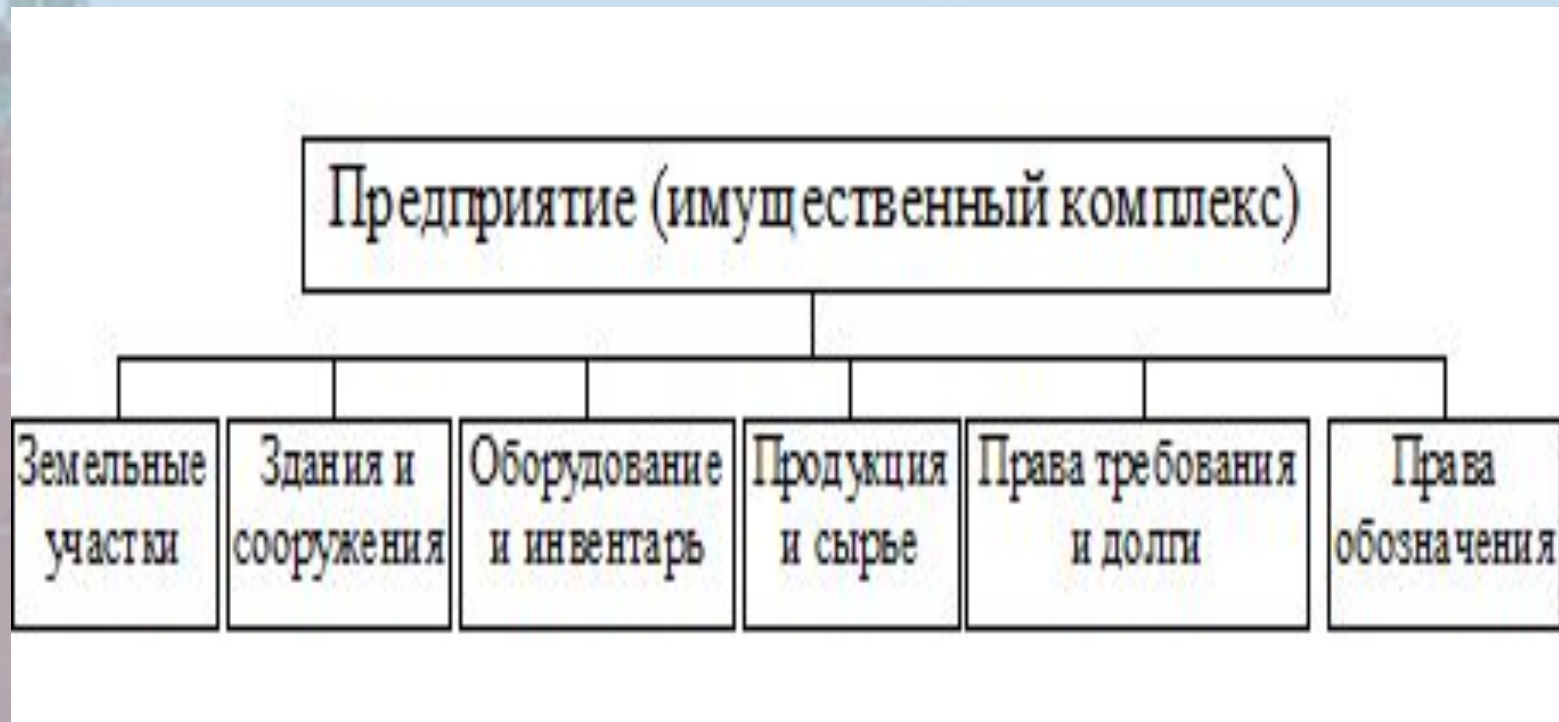 Предприятие (имущественный комплекс)
Земельные
участки
Здания и
сооружения
Оборудование
и инвентарь
Продукция
и сырье
Права требования
и долги
Права
обозначения